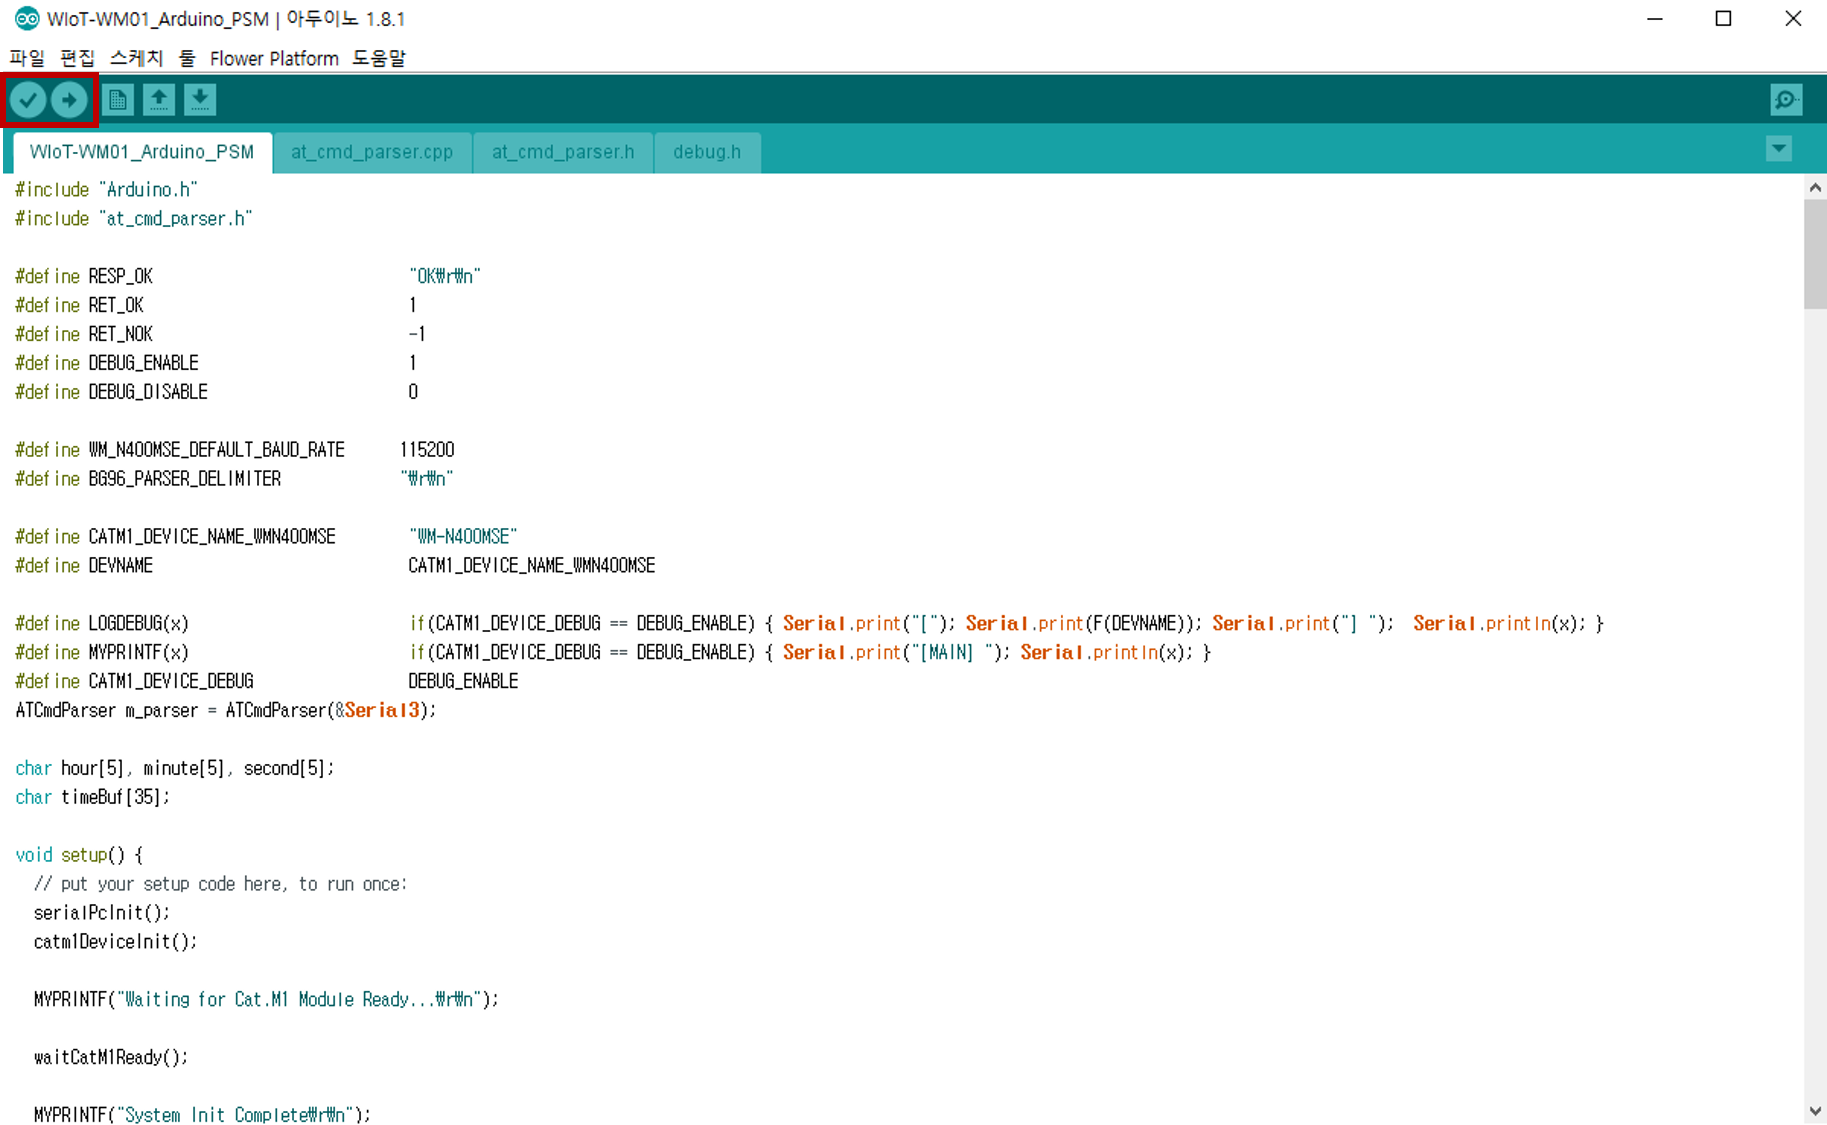 WIoT-WM01_Arduino_PSM | 아두이노 1.8.1
파일 편집 스케치 툴 Flower Platform 도움말
WIoT-WM01_Arduino_PSM at_cmd_parser.cpp at_cmd_parser.h debug.h
#include "Arduino.h"
#include "at_cmd_parser.h"
#define RESP_OK "OK₩r₩n"
#define RET_OK 1
#define RET_NOK -1
#define DEBUG_ENABLE 1
#define DEBUG_DISABLE 0
#define WM_N400MSE_DEFAULT_BAUD_RATE 115200
#define BG96_PARSER_DELIMITER "₩r₩n"
#define CATM1_DEVICE_NAME_WMN400MSE "WM-N400MSE"
#define DEVNAME CATM1_DEVICE_NAME_WMN400MSE
#define LOGDEBUG(x) if(CATM1_DEVICE_DEBUG == DEBUG_ENABLE) { Serial.print("["); Serial.print(F(DEVNAME)); Serial.print("] "); Serial.println(x); }
#define MYPRINTF(x) if(CATM1_DEVICE_DEBUG == DEBUG_ENABLE) { Serial.print("[MAIN] "); Serial.println(x); }
#define CATM1_DEVICE_DEBUG DEBUG_ENABLE
ATCmdParser m_parser = ATCmdParser(&Serial3);
char hour[5], minute[5], second[5];
char timeBuf[35];
void setup() {
// put your setup code here, to run once:
serialPcInit();
catm1DeviceInit();
MYPRINTF("Waiting for Cat.M1 Module Ready...₩r₩n");
waitCatM1Ready();
MYPRINTF("System Init Complete₩r₩n");